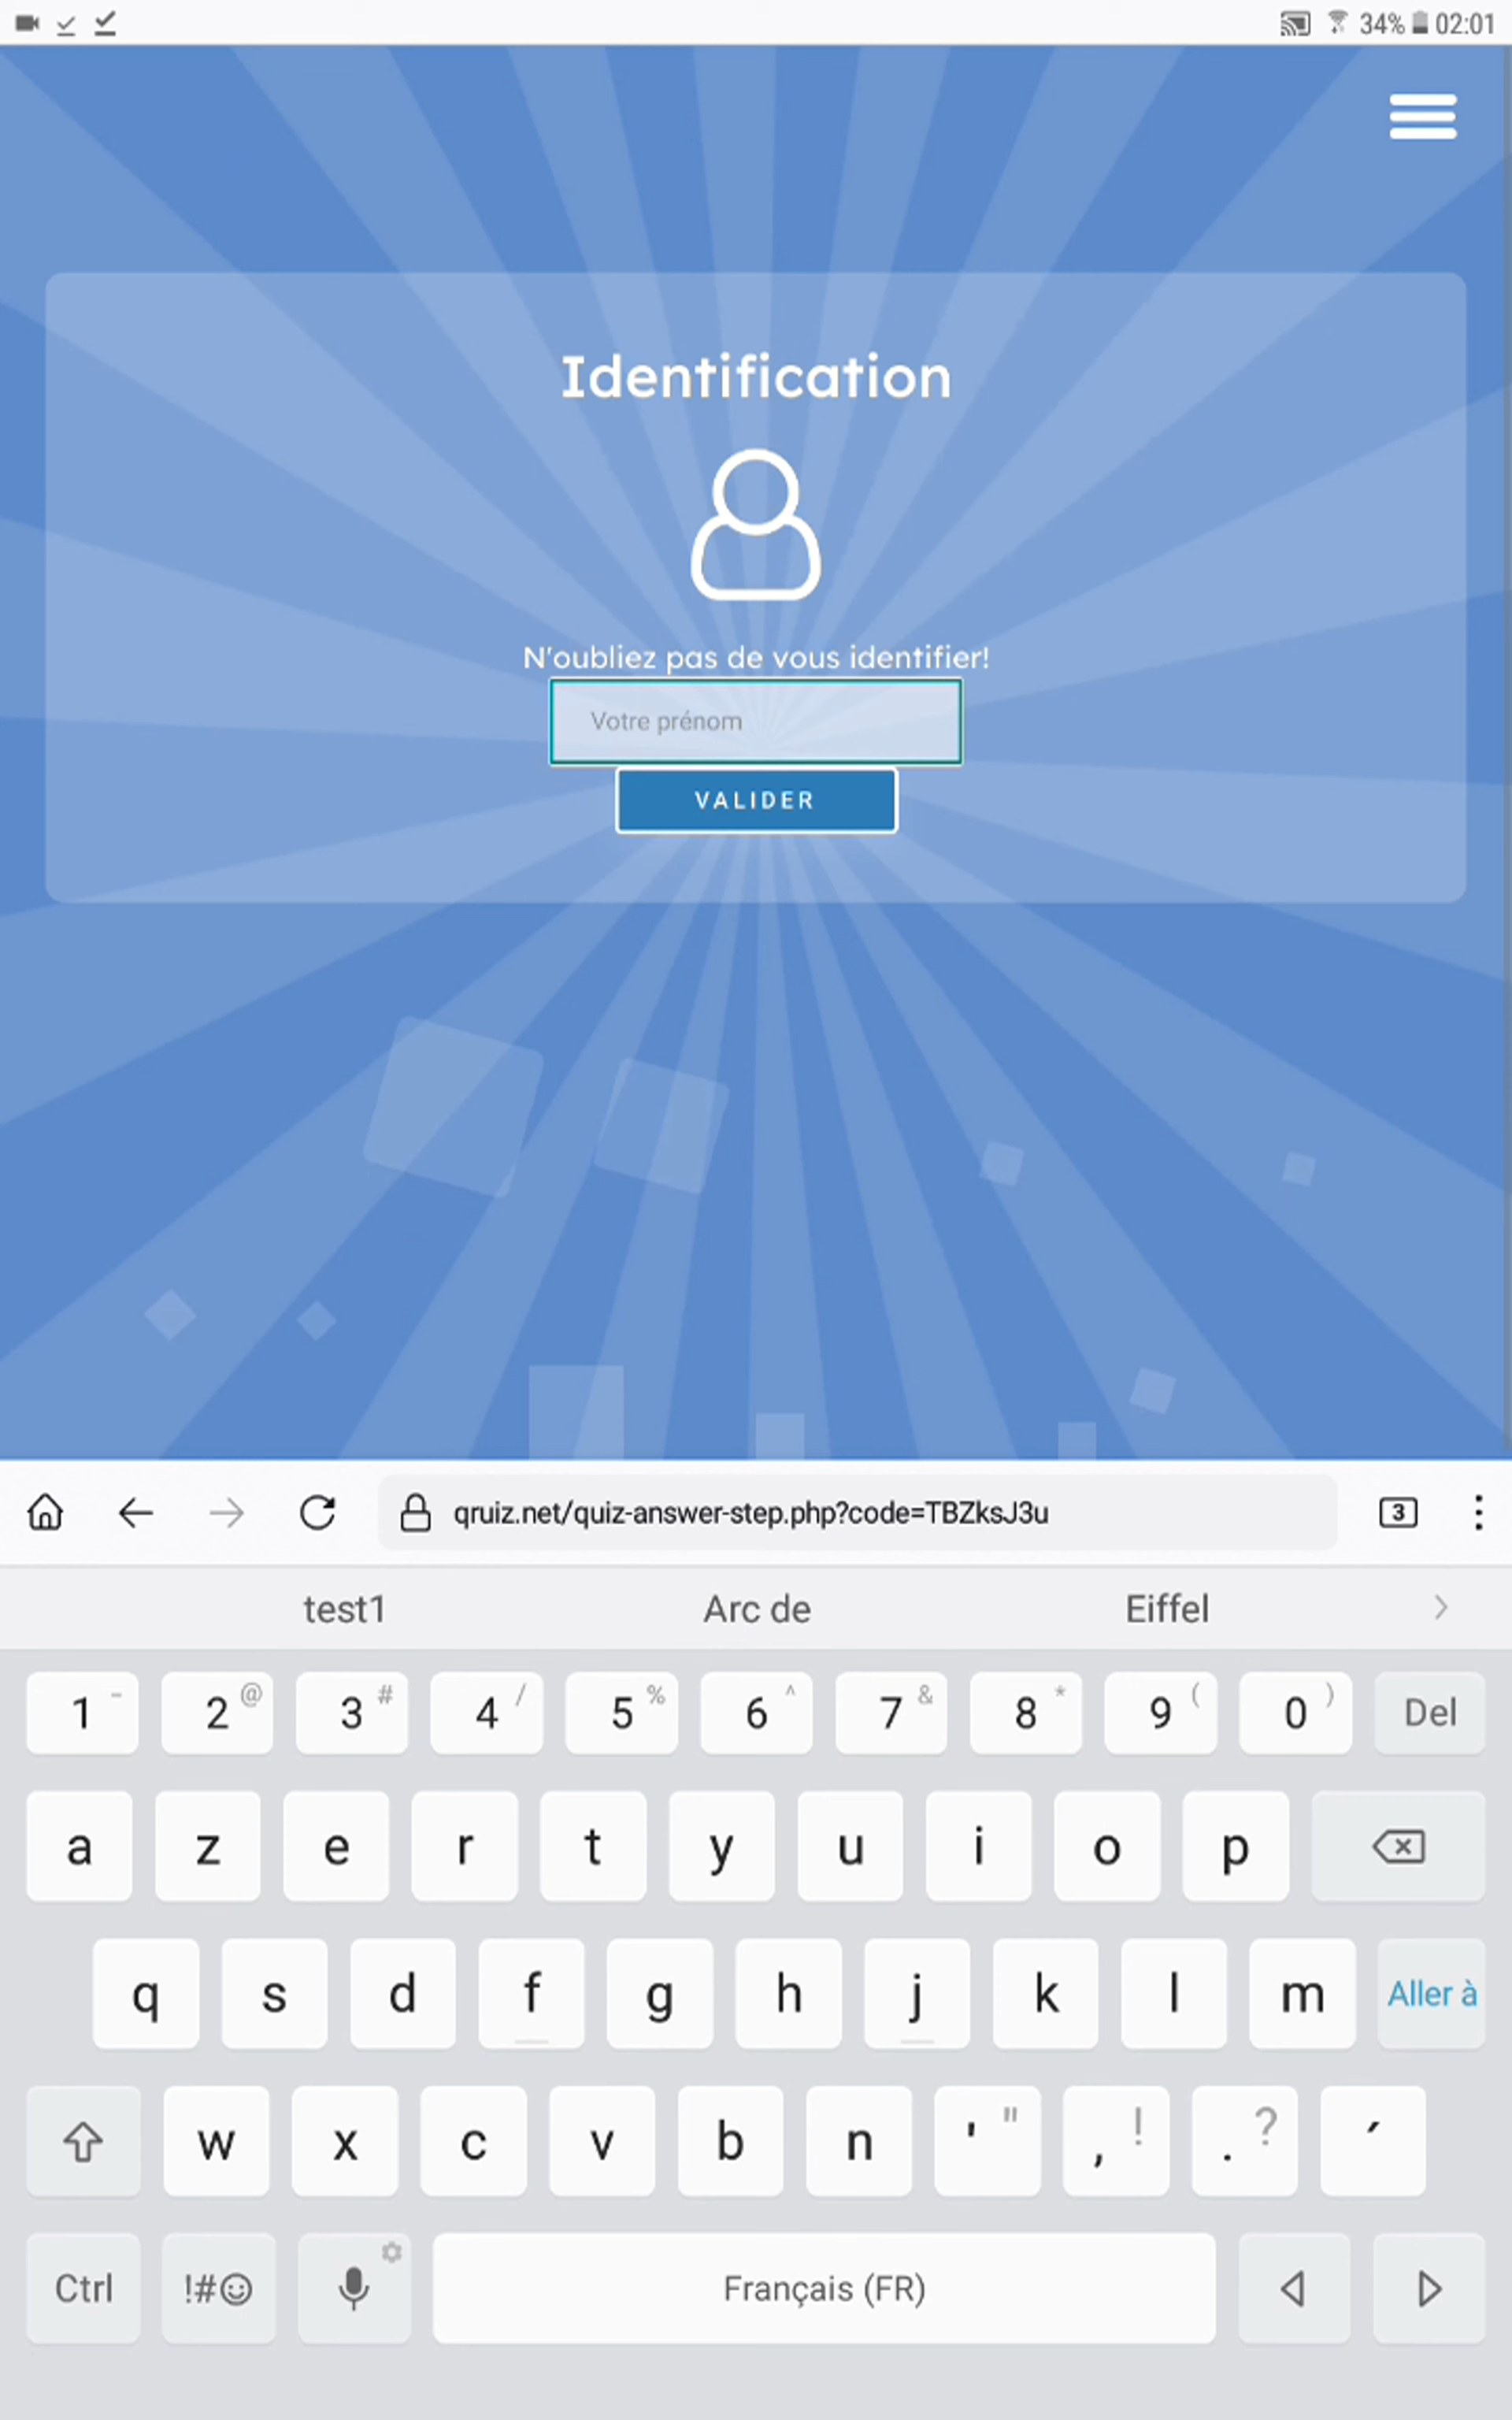 34% 02:01
Identification
N'oubliez pas de vous identifier!
Votre prénom
VALIDER
qruiz.net/quiz-answer-step.php?code=TBZksJ3u
3
test1 Arc de Eiffel
1 - 2 @ 3 # 4 / 5 % 6 ^ 7 & 8 * 9 ( 0 ) Del
a z e r t y u i o p
q s d f g h j k l m Aller à
w x c v b n ' " , ! . ? ´
Ctrl !#☺ Français (FR)